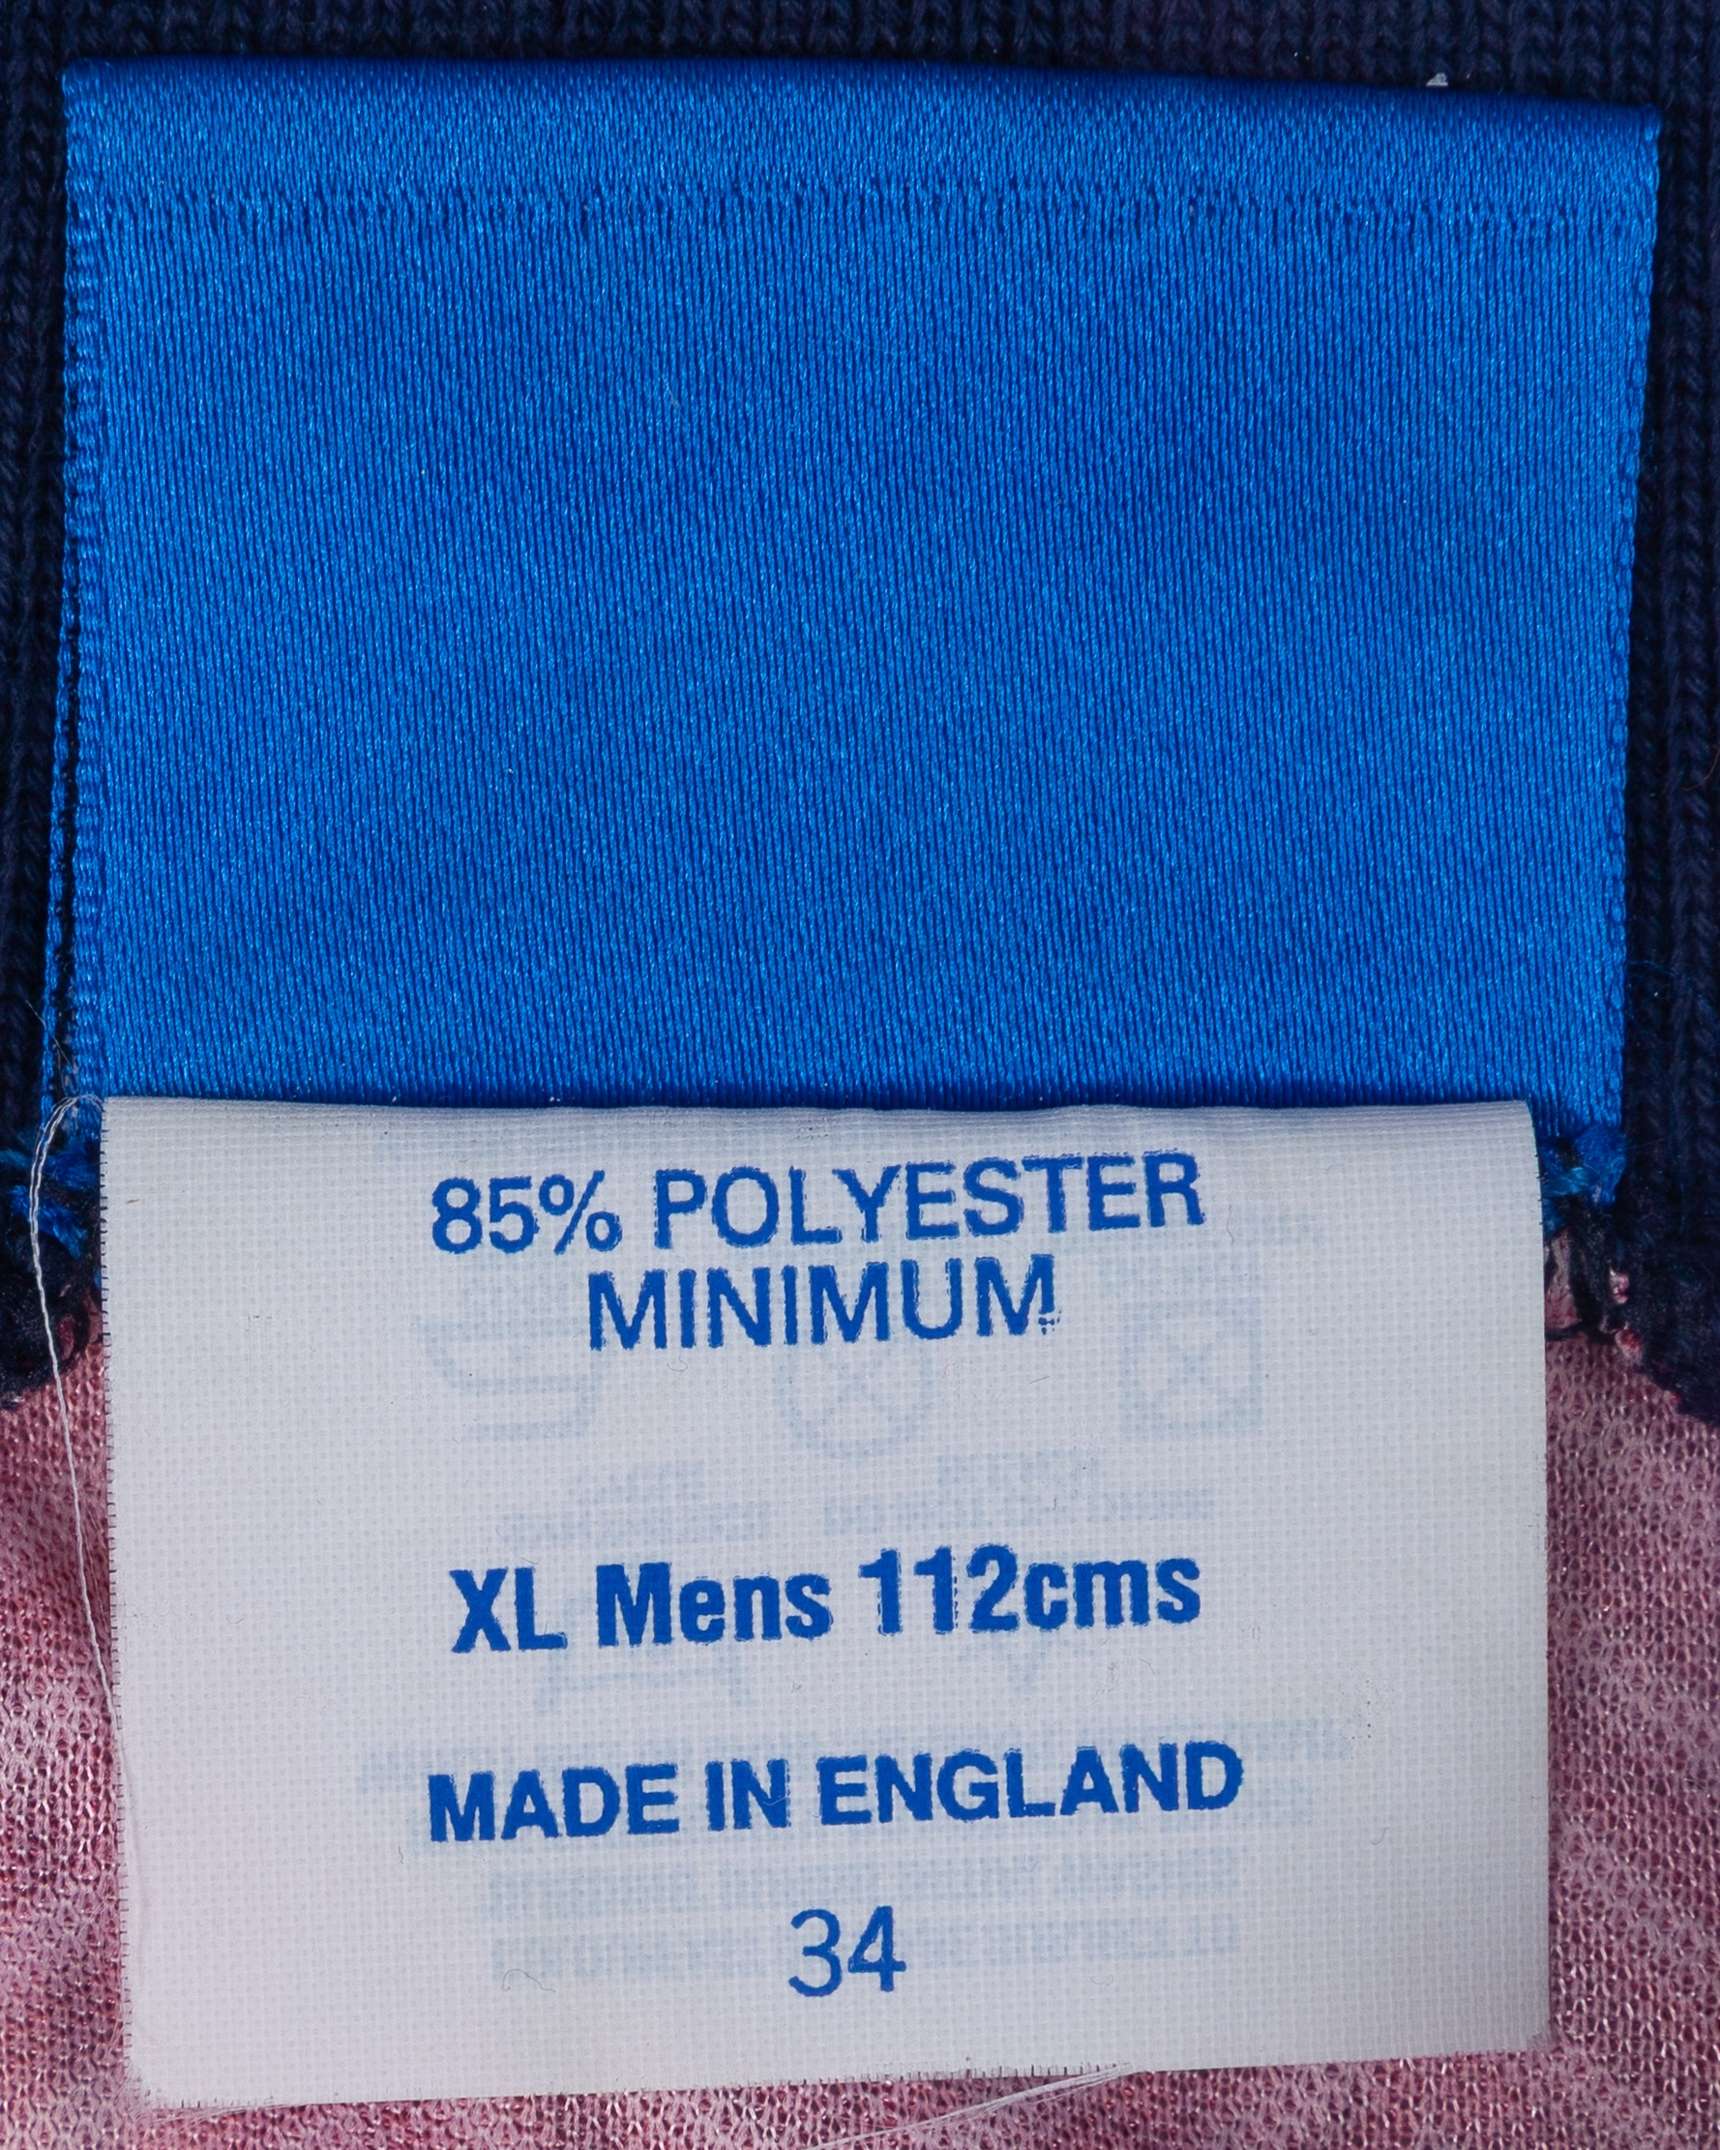 85% POLYESTER
MINIMUM
XL Mens 112cms
MADE IN ENGLAND
34